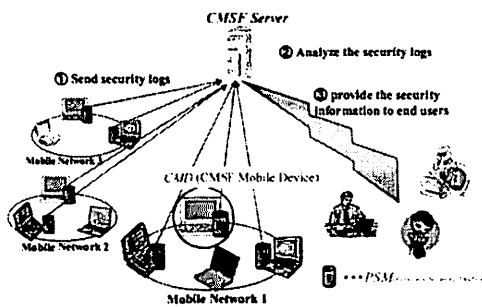 CMSF Server
① Send security logs
② Analyze the security logs
③ provide the security
information to end users
Mobile Network 3
CMD (CMSF Mobile Device)
Mobile Network 2
Mobile Network 1
•••PSM